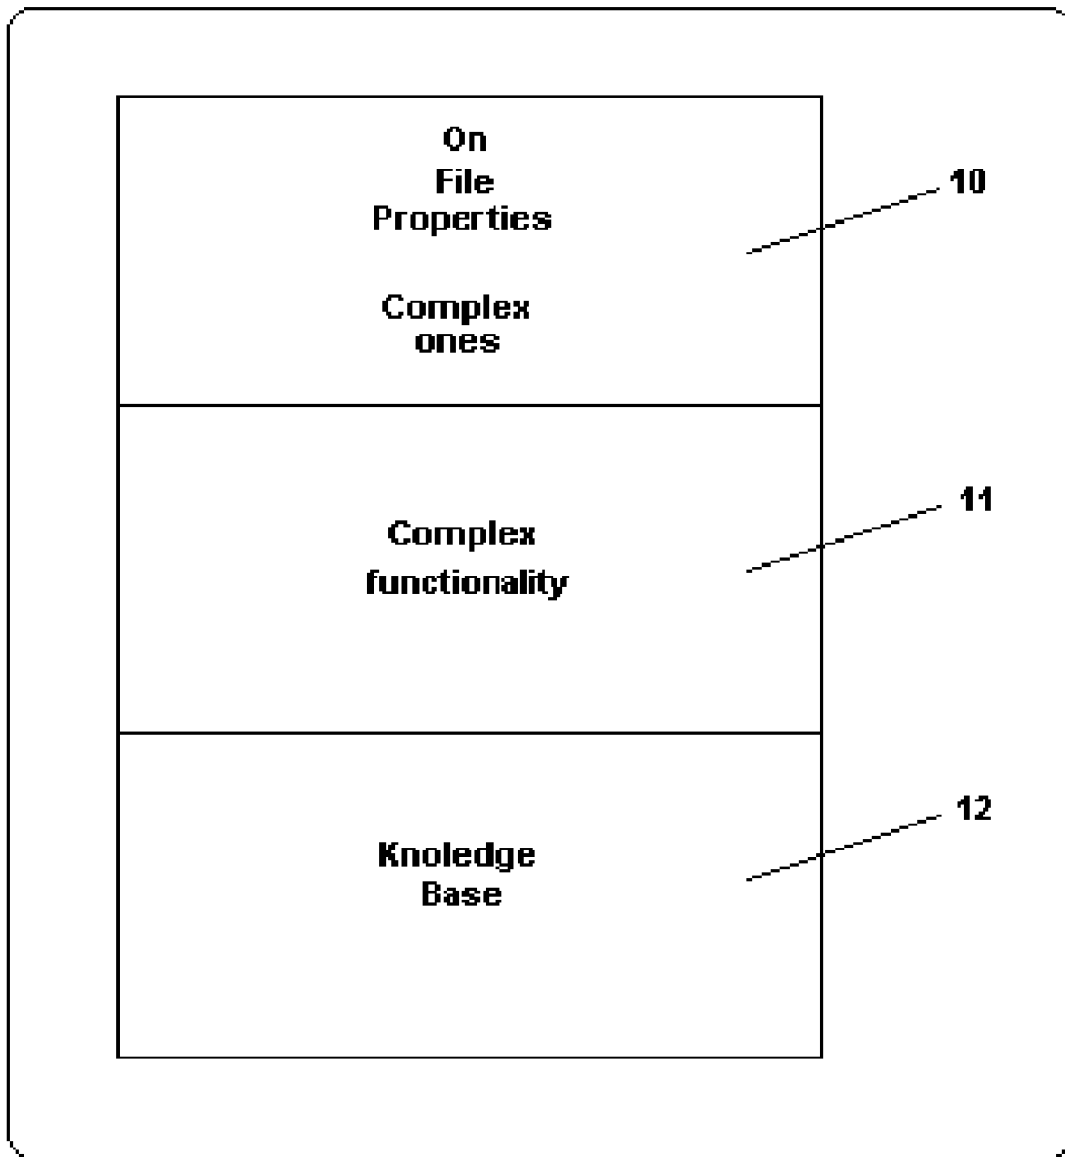 On
File
Properties
10
Complex
ones
Complex
functionality
11
Knoledge
Base
12